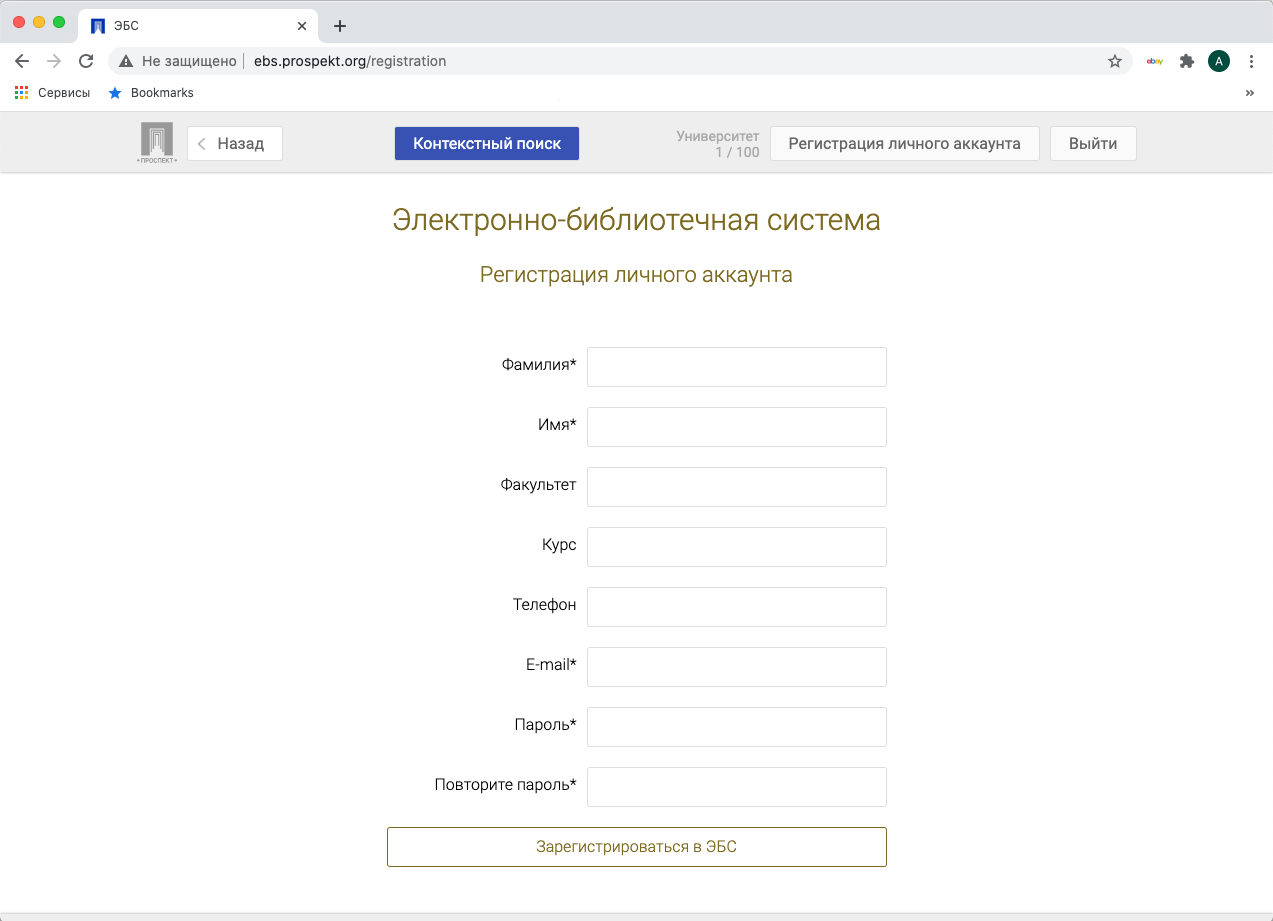 ЭБС
Не защищено
ebs.prospekt.org/registration
ebay
A
Сервисы
Bookmarks
»
ПРОСПЕКТ
Назад
Контекстный поиск
Университет
1 / 100
Регистрация личного аккаунта
Выйти
Электронно-библиотечная система
Регистрация личного аккаунта
Фамилия*
Имя*
Факультет
Курс
Телефон
E-mail*
Пароль*
Повторите пароль*
Зарегистрироваться в ЭБС